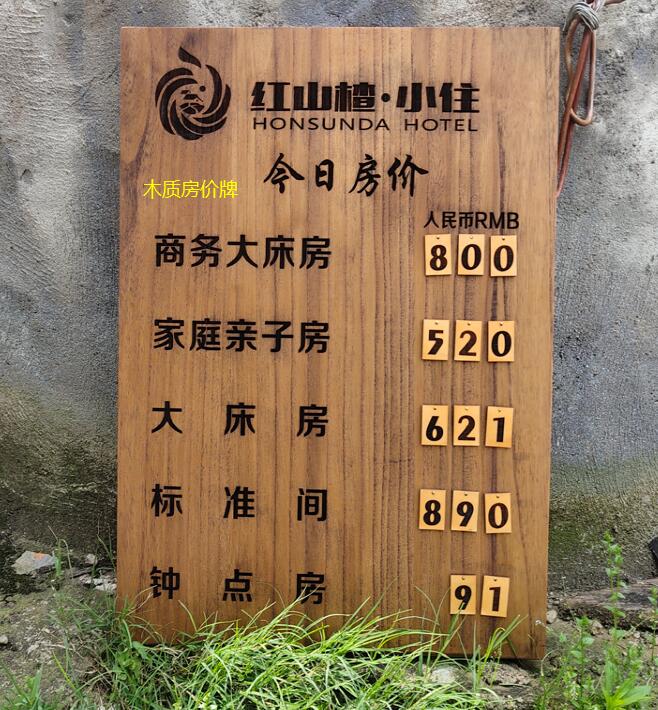 红山楂·小住
HONSUNDA HOTEL
今日房价
木质房价牌
人民币RMB
商务大床房 800
家庭亲子房 520
大床房 621
标准间 890
钟点房 91